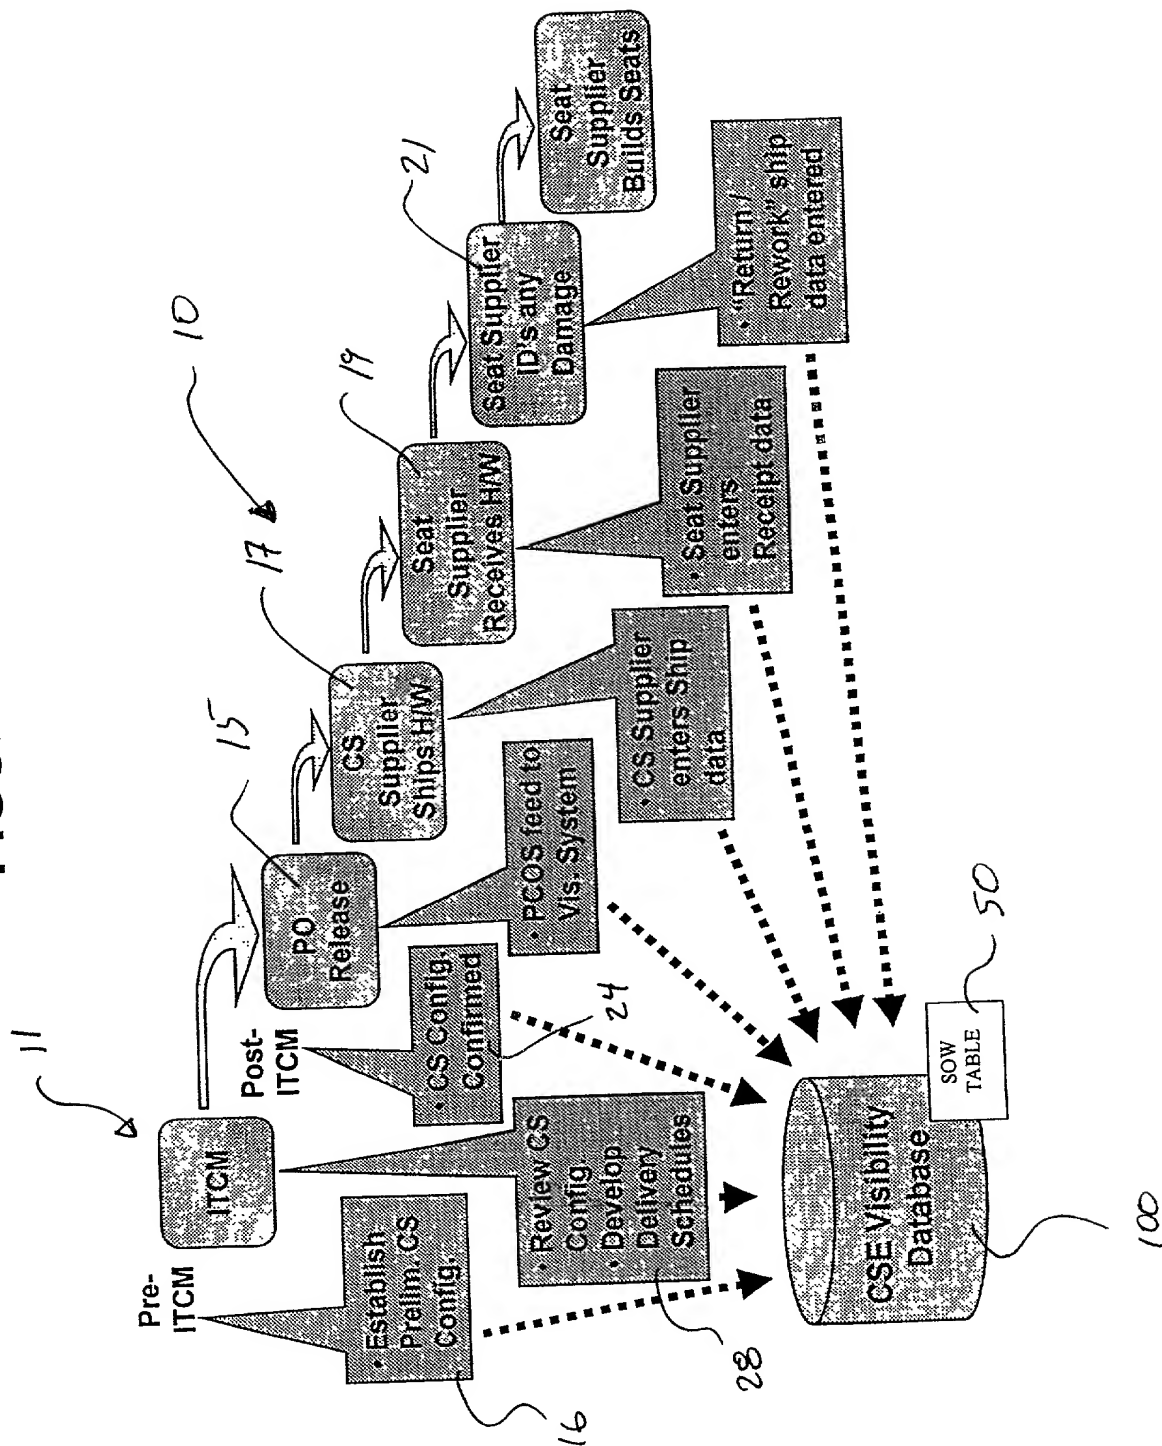 11
10
Pre-
ITCM
ITCM
Post-
ITCM
PO
Release
15
CS
Supplier
Ships H/W
17
Seat
Supplier
Receives H/W
19
Seat Supplier
ID's any
Damage
21
Seat
Supplier
Builds Seats
• Establish
Prelim. CS
Config.
16
• Review CS
Config.
• Develop
Delivery
Schedules
28
• CS Config.
Confirmed
24
• PCOS feed to
Vis. System
• CS Supplier
enters Ship
data
• Seat Supplier
enters
Receipt data
• "Return /
Rework" ship
data entered
CSE Visibility
Database
100
SOW
TABLE
50